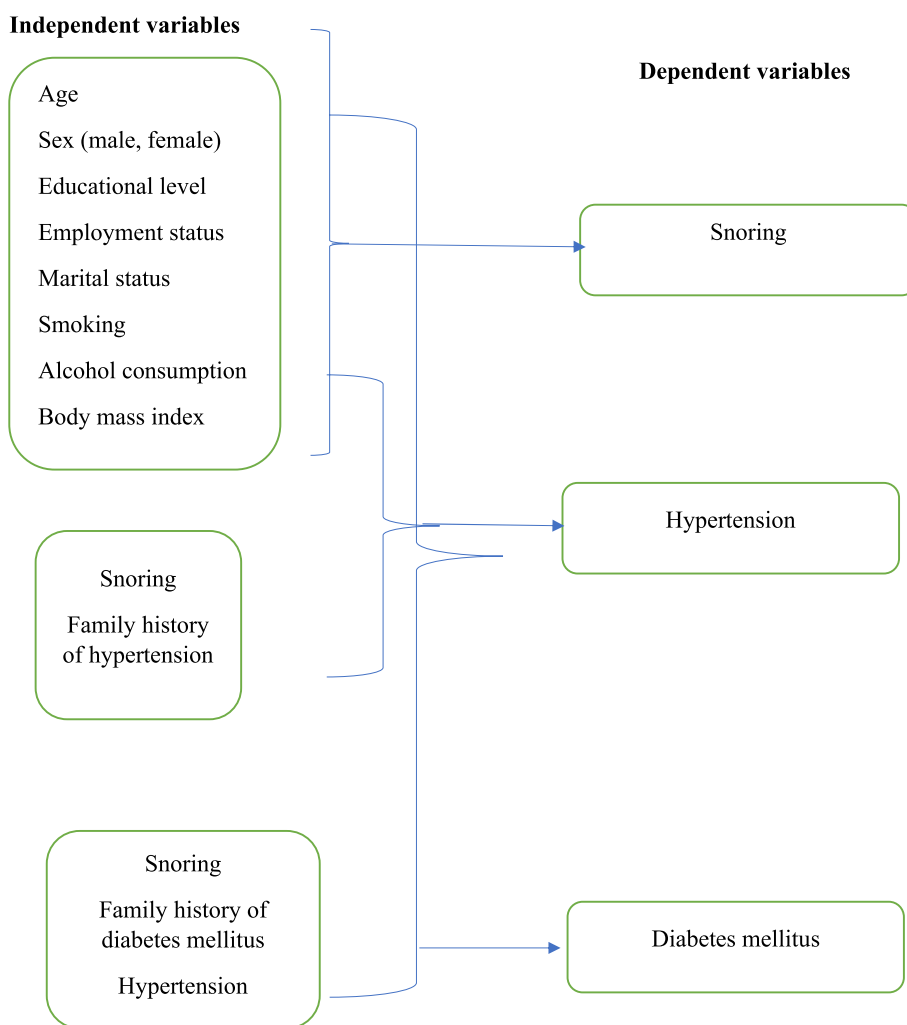 Independent variables
Age
Sex (male, female)
Educational level
Employment status
Marital status
Smoking
Alcohol consumption
Body mass index
Snoring
Family history
of hypertension
Snoring
Family history of
diabetes mellitus
Hypertension
Dependent variables
Snoring
Hypertension
Diabetes mellitus